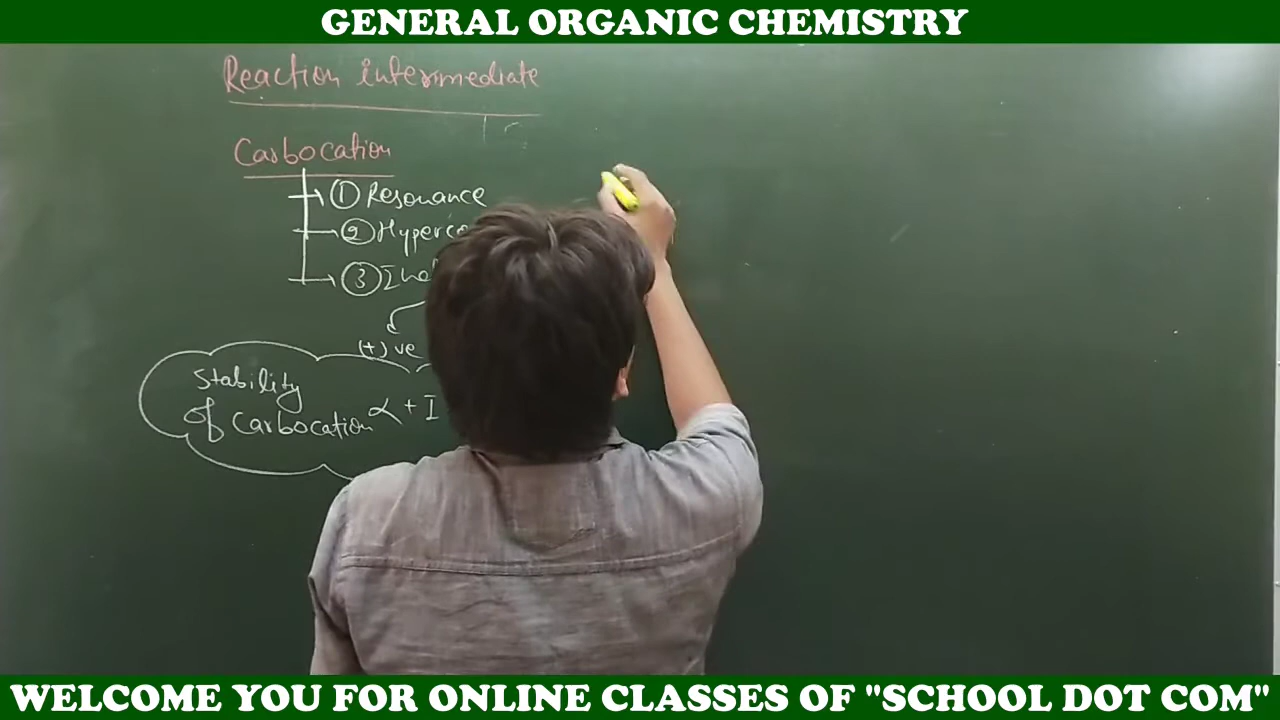 GENERAL ORGANIC CHEMISTRY
Reaction intermediate
Carbocation
① Resonance
②
③
(+) ve
Stability
of Carbocation ∝ + I
WELCOME YOU FOR ONLINE CLASSES OF "SCHOOL DOT COM"